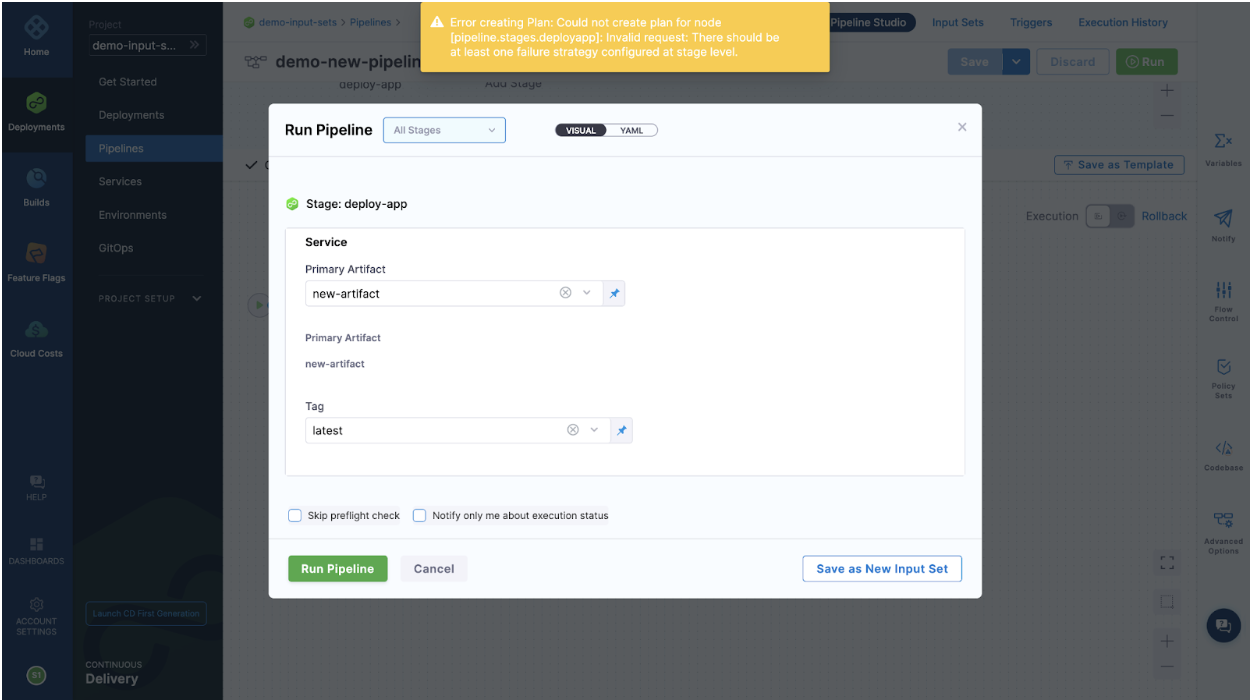 Home
Deployments
Builds
Feature Flags
Cloud Costs
HELP
DASHBOARDS
ACCOUNT
SETTINGS
S1
Project
demo-input-s...
Get Started
Deployments
Pipelines
Services
Environments
GitOps
PROJECT SETUP
Launch CD First Generation
CONTINUOUS
Delivery
demo-input-sets > Pipelines >
Pipeline Studio
Input Sets
Triggers
Execution History
Error creating Plan: Could not create plan for node
[pipeline.stages.deployapp]: Invalid request: There should be
at least one failure strategy configured at stage level.
demo-new-pipelin
Save
Discard
Run
deploy-app
Add Stage
Save as Template
Execution
Rollback
Run Pipeline
All Stages
VISUAL
YAML
Stage: deploy-app
Service
Primary Artifact
new-artifact
Primary Artifact
new-artifact
Tag
latest
Skip preflight check
Notify only me about execution status
Run Pipeline
Cancel
Save as New Input Set
Variables
Notify
Flow
Control
Policy
Sets
Codebase
Advanced
Options